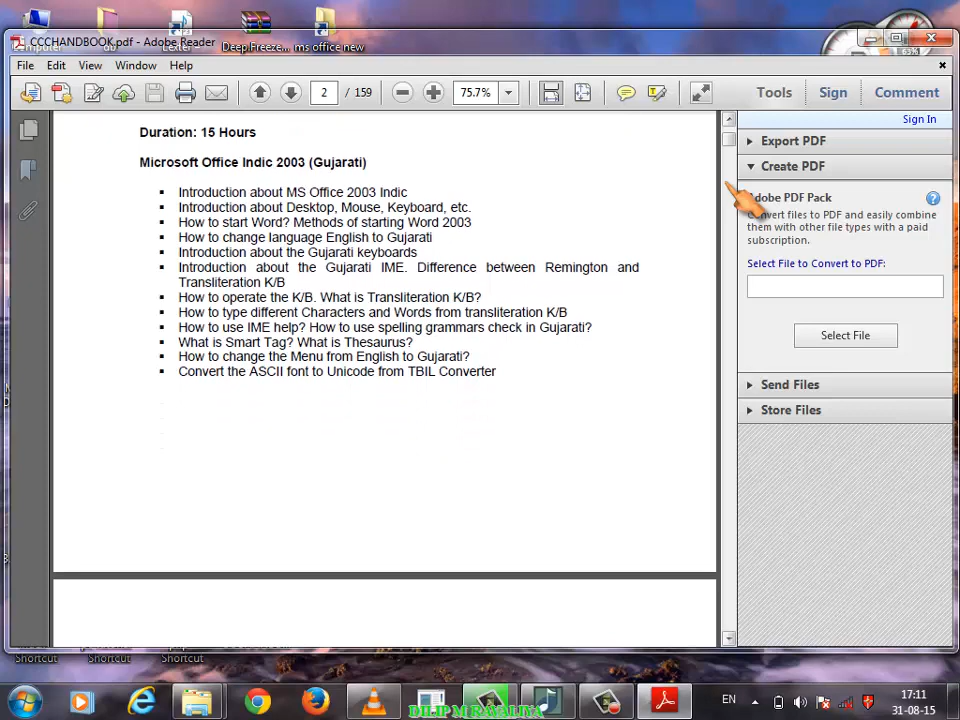 Deep Freeze... ms office new
CCCHANDBOOK.pdf - Adobe Reader
File Edit View Window Help
2 / 159 75.7% Tools Sign Comment
Sign In
Duration: 15 Hours
Microsoft Office Indic 2003 (Gujarati)
▪ Introduction about MS Office 2003 Indic
▪ Introduction about Desktop, Mouse, Keyboard, etc.
▪ How to start Word? Methods of starting Word 2003
▪ How to change language English to Gujarati
▪ Introduction about the Gujarati keyboards
▪ Introduction about the Gujarati IME. Difference between Remington and
Transliteration K/B
▪ How to operate the K/B. What is Transliteration K/B?
▪ How to type different Characters and Words from transliteration K/B
▪ How to use IME help? How to use spelling grammars check in Gujarati?
▪ What is Smart Tag? What is Thesaurus?
▪ How to change the Menu from English to Gujarati?
▪ Convert the ASCII font to Unicode from TBIL Converter
Export PDF
Create PDF
Adobe PDF Pack
Convert files to PDF and easily combine
them with other file types with a paid
subscription.
Select File to Convert to PDF:
Select File
Send Files
Store Files
Shortcut Shortcut Shortcut
EN 17:11
31-08-15